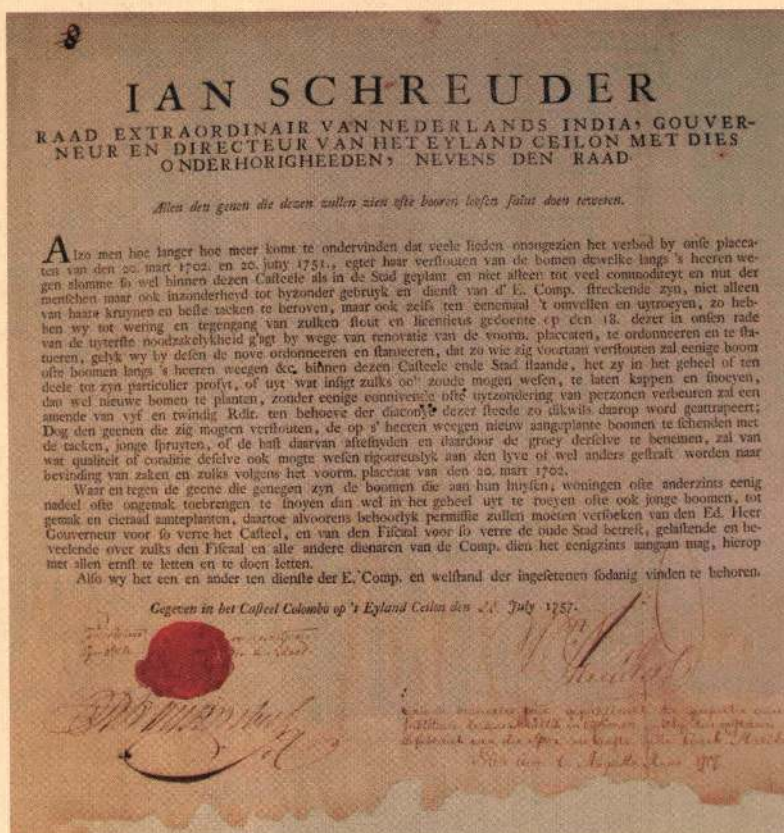 8
IAN SCHREUDER
RAAD EXTRAORDINAIR VAN NEDERLANDS INDIA, GOUVER-
NEUR EN DIRECTEUR VAN HET EYLAND CEILON MET DIES
ONDERHORIGHEEDEN, NEVENS DEN RAAD
Allen den genen die dezen zullen zien ofte hooren leesen salut doen teweten.
Alzo men hoe langer hoe meer komt te ondervinden dat veele lieden onangezien het verbod by onse placca-
ten van den 20. mart 1702. en 20. juny 1751., egter haar verstouten van de bomen dewelke langs 's heeren we-
gen alomme so wel binnen dezen Casteele als in de Stad geplant en niet alleen tot veel commoditeyt en nut der
menschen maar ook inzonderheyd tot byzonder gebruyk en dienst van d' E. Comp. streckende zyn, niet alleen
van haare kruynen en beste tacken te beroven, maar ook zelfs ten eenemaal 't omvellen en uytroeyen, zo heb-
ben wy tot wering en tegengang van zulken stout en licentieus gedoente op den 18. dezer in onsen rade
van de uyterste noodzakelykheid g'agt by wege van renovatie van de voorm. placcaten, te ordonneeren en te sta-
tueren, gelyk wy by desen de nove ordonneeren en statueeren, dat zo wie zig voortaan verstouten zal eenige boom
ofte boomen langs 's heeren weegen &c. binnen dezen Casteele ende Stad staande, het zy in het geheel of ten
deele tot zyn particulier profyt, of uyt wat insigt zulks ook zoude mogen wesen, te laten kappen en snoeyen,
dan wel nieuwe bomen te planten, zonder eenige connivence ofte uytzondering van perzonen verbeuren zal een
amende van vyf en twindig Rdlr. ten behoeve der diaconye dezer steede zo dikwils daarop word geattrapeert;
Dog den geenen die zig mogten verstouten, de op s' heeren weegen nieuw aangeplante boomen te schenden met
de tacken, jonge spruyten, of de bast daarvan afresnyden en daardoor de groey derselve te benemen, zal van
wat qualiteit of conditie deselve ook mogte wesen rigoureuslyk aan den lyve of wel anders gestraft worden naar
bevinding van zaken en zulks volgens het voorm. placcaat van den 20. mart 1702.
Waar en tegen de geene die genegen zyn de boomen die aan hun huysen, woningen ofte anderzints eenig
nadeel ofte ongemak toebrengen te snoyen dan wel in het geheel uyt te roeyen ofte ook jonge boomen, tot
gemak en cieraad aanteplanten, daartoe alvoorens behoorlyk permissie zullen moeten versoeken van den Ed. Heer
Gouverneur voor so verre het Casteel, en van den Fiscaal voor so verre de oude Stad betreft, gelastende en be-
veelende over zulks den Fiscaal en alle andere dienaren van de Comp. dien het eenigzints aangaan mag, hierop
met allen ernst te letten en te doen letten.
Also wy het een en ander ten dienste der E. Comp. en welstand der ingesetenen sodanig vinden te behoren.
Gegeven in het Casteel Colombo op 't Eyland Ceilon den July 1757.